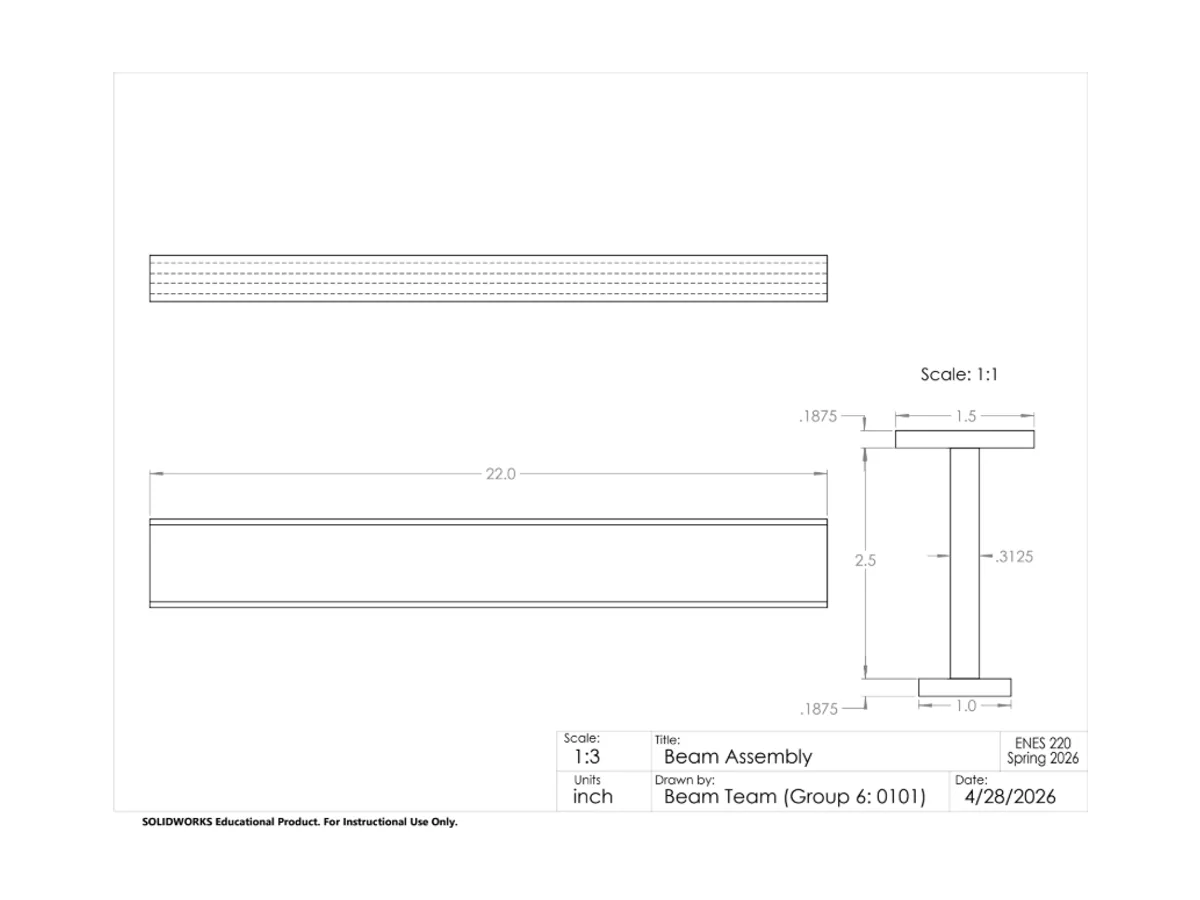 Scale: 1:1
.1875
1.5
22.0
2.5
.3125
.1875
1.0
Scale:
1:3
Title:
Beam Assembly
ENES 220
Spring 2026
Units
inch
Drawn by:
Beam Team (Group 6: 0101)
Date:
4/28/2026
SOLIDWORKS Educational Product. For Instructional Use Only.